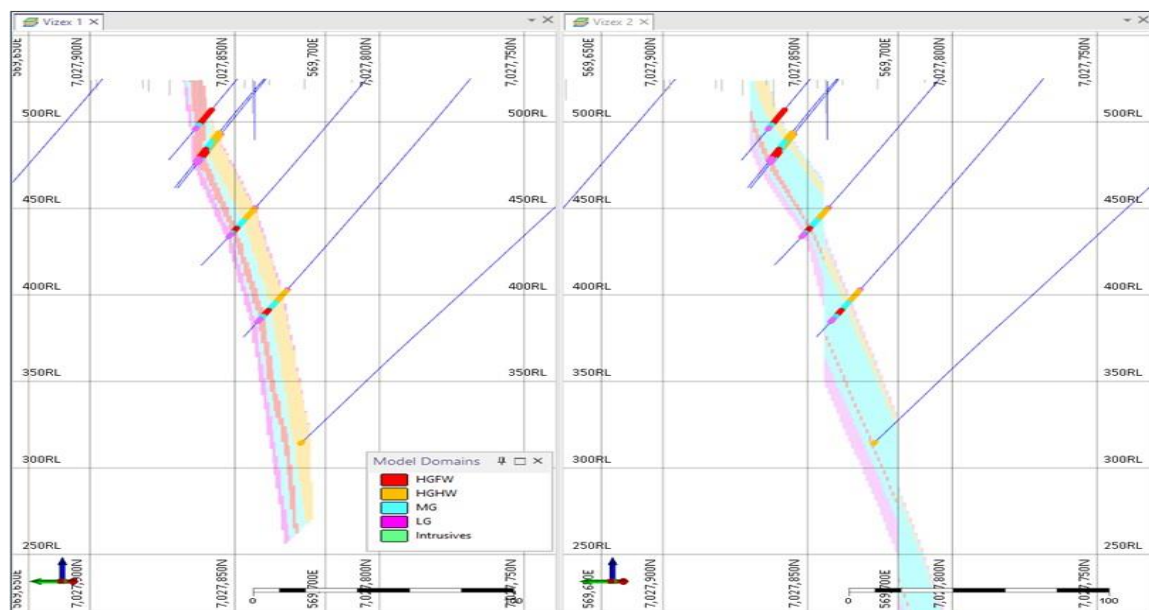 Vizex 1
Vizex 2
569,650E
7,027,900N
7,027,850N
569,700E
7,027,800N
7,027,750N
569,650E
7,027,900N
7,027,850N
569,700E
7,027,800N
7,027,750N
500RL
500RL
500RL
500RL
450RL
450RL
450RL
450RL
400RL
400RL
400RL
400RL
350RL
350RL
350RL
350RL
300RL
300RL
300RL
300RL
250RL
250RL
250RL
250RL
Model Domains
HGFW
HGHW
MG
LG
Intrusives
569,650E
7,027,900N
7,027,850N
569,700E
7,027,800N
7,027,750N
569,650E
7,027,900N
7,027,850N
569,700E
7,027,800N
7,027,750N
0
100
0
100